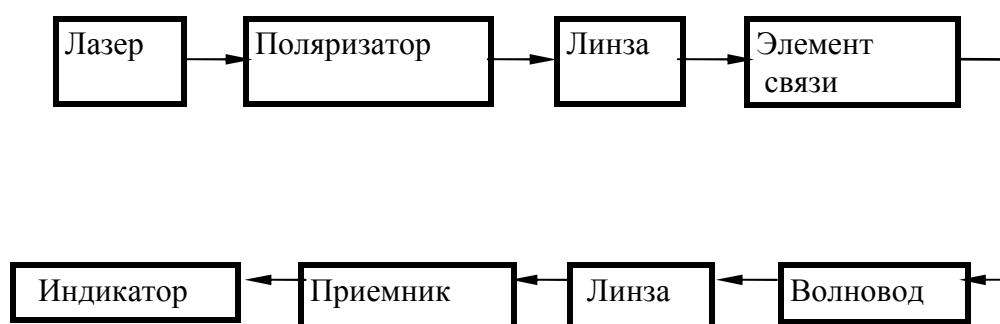 Лазер
Поляризатор
Линза
Элемент
связи
Индикатор
Приемник
Линза
Волновод